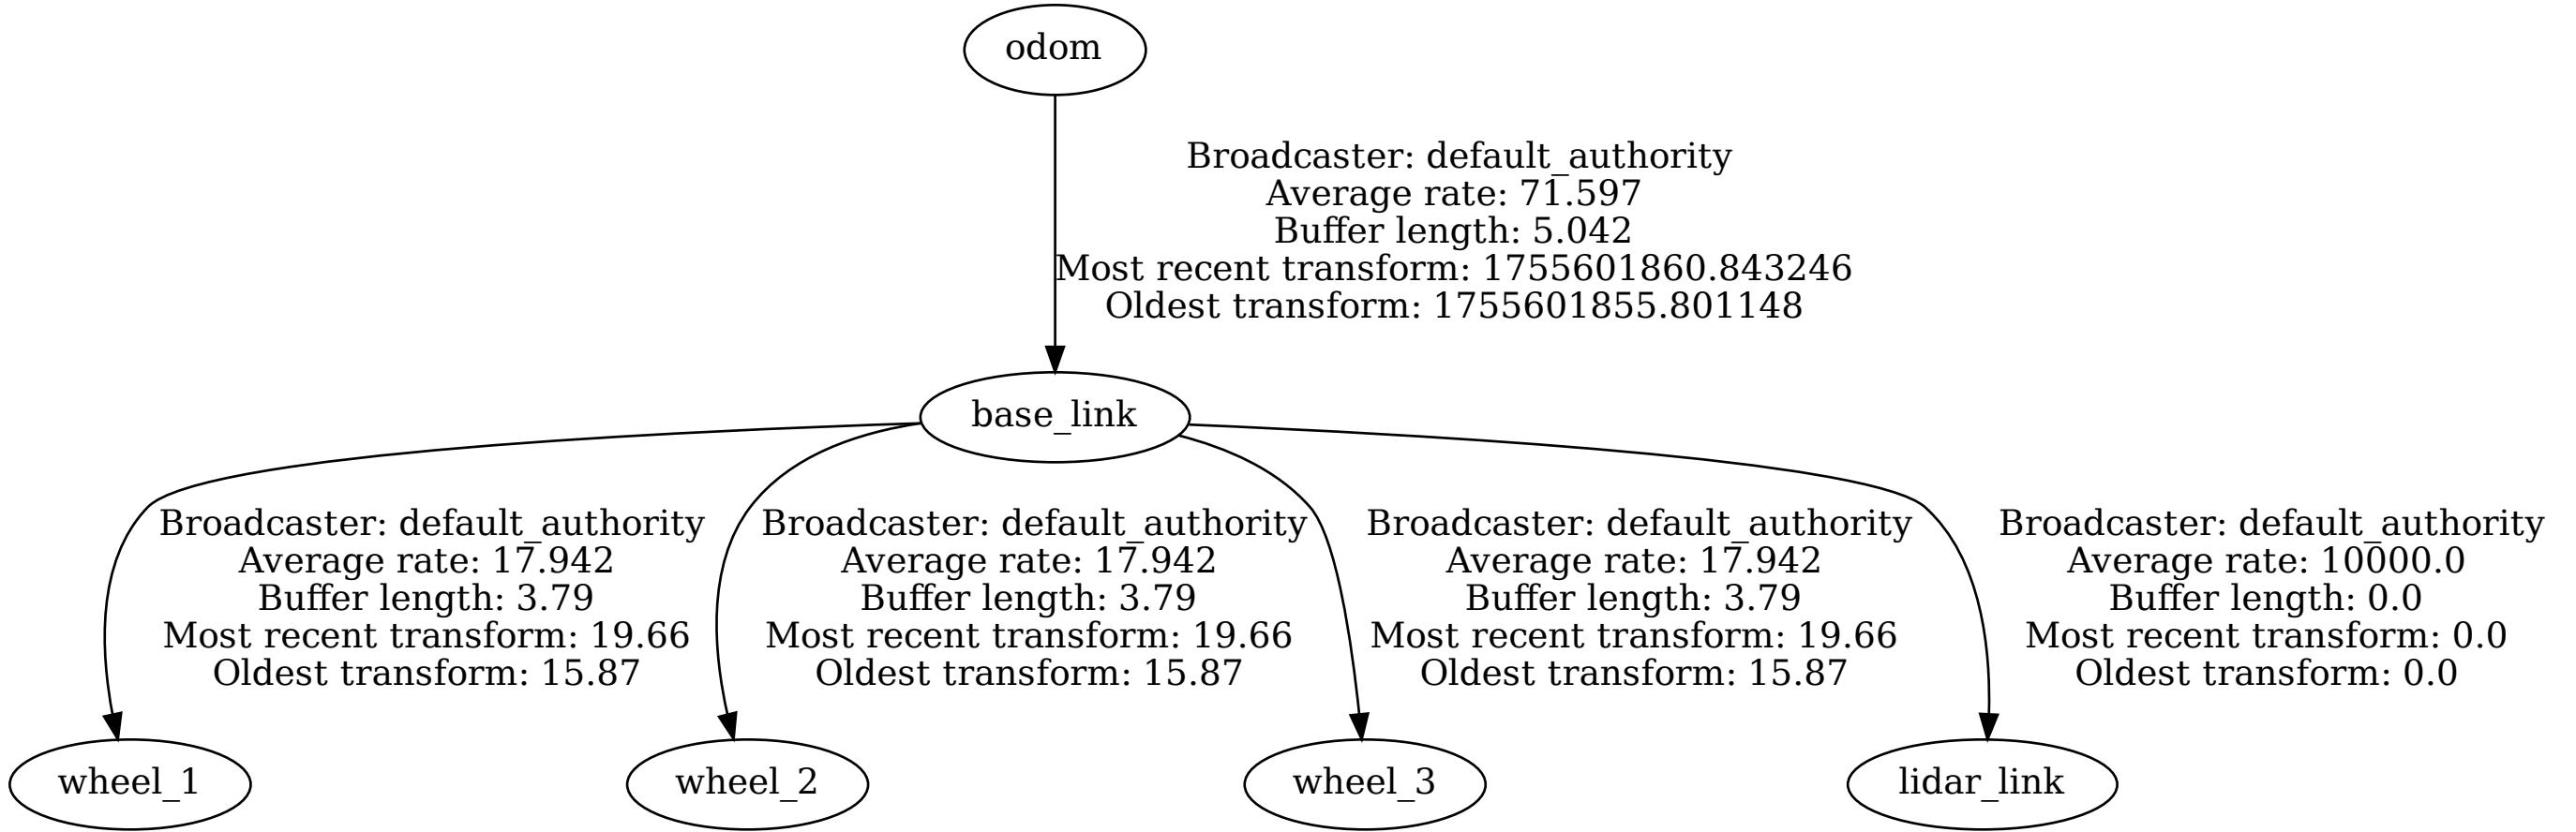 odom
Broadcaster: default_authority
Average rate: 71.597
Buffer length: 5.042
Most recent transform: 1755601860.843246
Oldest transform: 1755601855.801148
base_link
Broadcaster: default_authority
Average rate: 17.942
Buffer length: 3.79
Most recent transform: 19.66
Oldest transform: 15.87
Broadcaster: default_authority
Average rate: 17.942
Buffer length: 3.79
Most recent transform: 19.66
Oldest transform: 15.87
Broadcaster: default_authority
Average rate: 17.942
Buffer length: 3.79
Most recent transform: 19.66
Oldest transform: 15.87
Broadcaster: default_authority
Average rate: 10000.0
Buffer length: 0.0
Most recent transform: 0.0
Oldest transform: 0.0
wheel_1
wheel_2
wheel_3
lidar_link